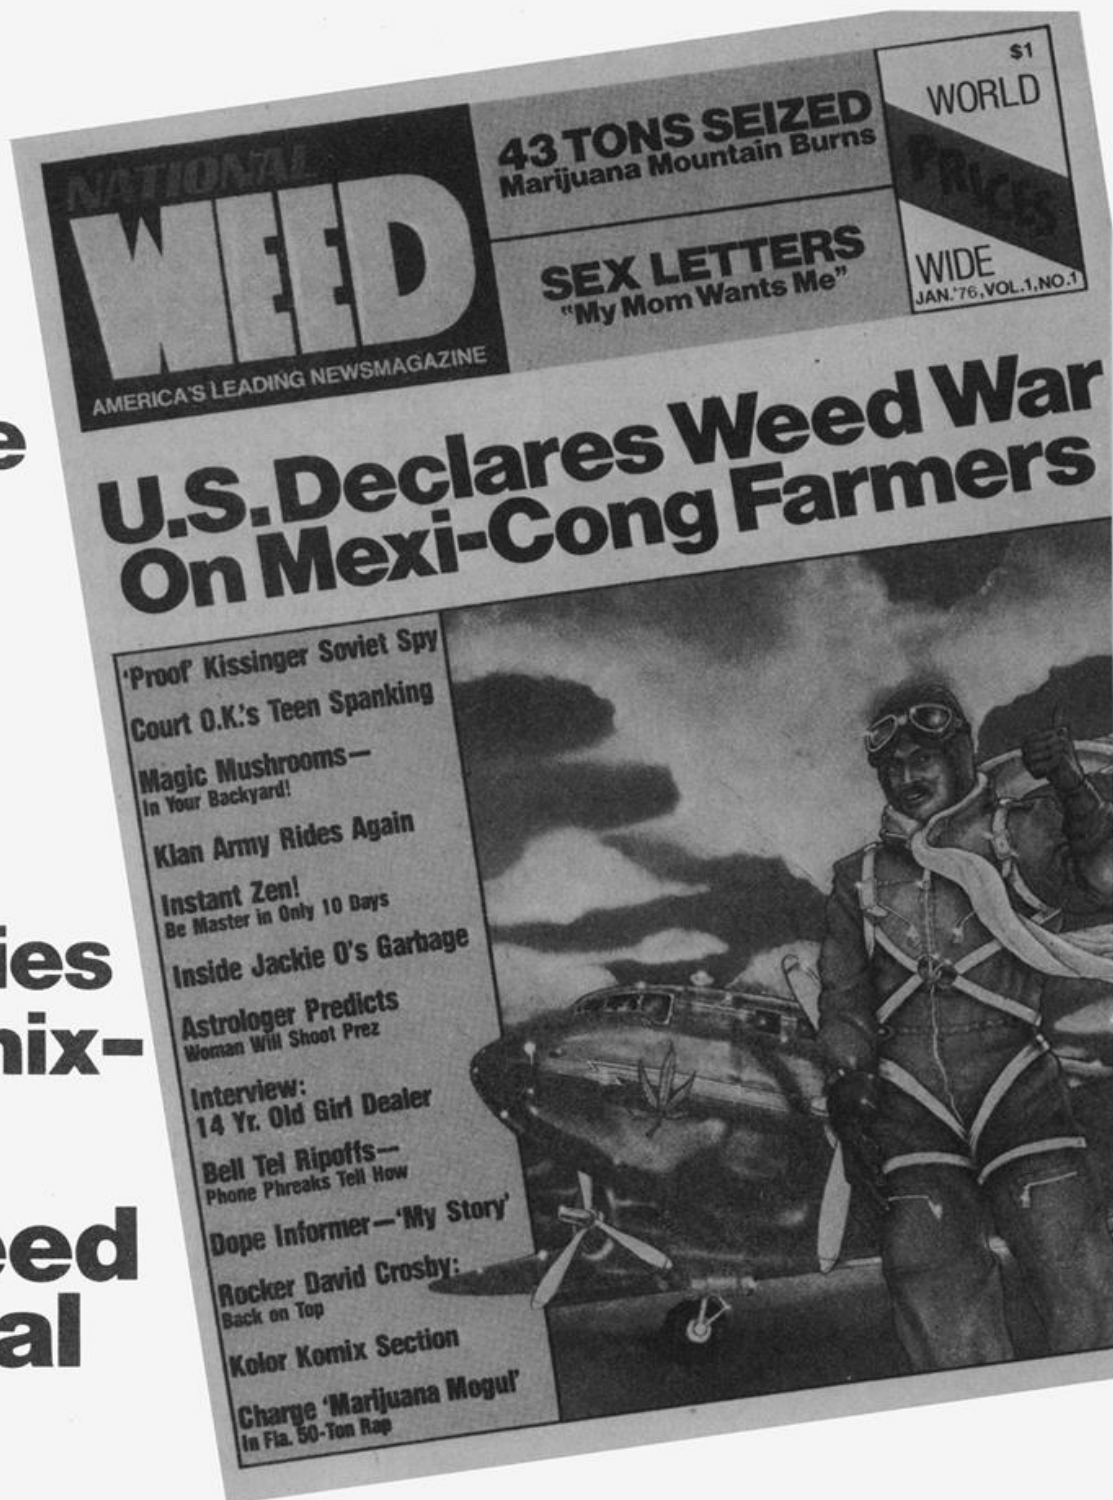 NATIONAL
WEED
AMERICA'S LEADING NEWSMAGAZINE
43 TONS SEIZED
Marijuana Mountain Burns
SEX LETTERS
"My Mom Wants Me"
$1
WORLD
PRICES
WIDE
JAN.'76, VOL.1, NO.1
U.S. Declares Weed War
On Mexi-Cong Farmers
'Proof' Kissinger Soviet Spy
Court O.K.'s Teen Spanking
Magic Mushrooms—
In Your Backyard!
Klan Army Rides Again
Instant Zen!
Be Master in Only 10 Days
Inside Jackie O's Garbage
Astrologer Predicts
Woman Will Shoot Prez
Interview:
14 Yr. Old Girl Dealer
Bell Tel Ripoffs—
Phone Phreaks Tell How
Dope Informer—'My Story'
Rocker David Crosby:
Back on Top
Kolor Komix Section
Charge 'Marijuana Mogul'
In Fla. 50-Ton Rap